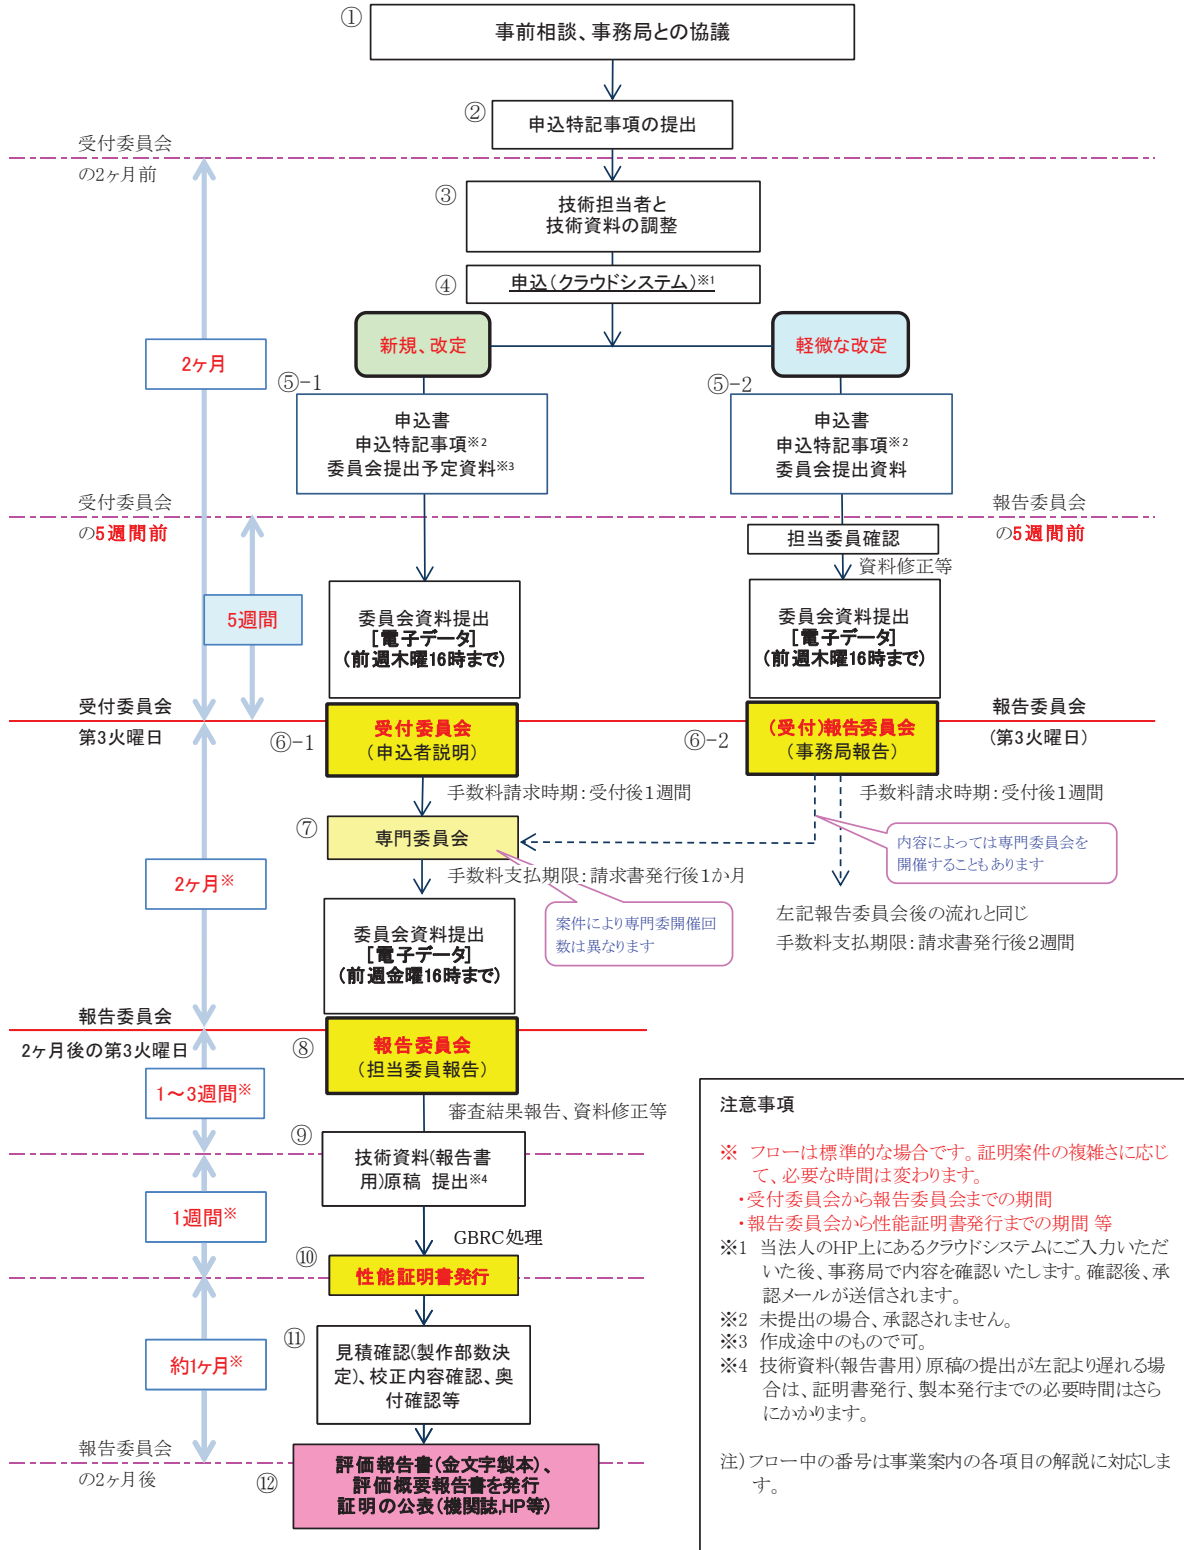 ①
事前相談、事務局との協議
②
申込特記事項の提出
受付委員会
の2ヶ月前
③
技術担当者と
技術資料の調整
④
申込(クラウドシステム)※1
新規、改定
軽微な改定
2ヶ月
⑤-1
申込書
申込特記事項※2
委員会提出予定資料※3
⑤-2
申込書
申込特記事項※2
委員会提出資料
受付委員会
の5週間前
報告委員会
の5週間前
担当委員確認
資料修正等
5週間
委員会資料提出
[電子データ]
(前週木曜16時まで)
委員会資料提出
[電子データ]
(前週木曜16時まで)
受付委員会
第3火曜日
⑥-1
受付委員会
(申込者説明)
⑥-2
(受付)報告委員会
(事務局報告)
報告委員会
(第3火曜日)
手数料請求時期:受付後1週間
手数料請求時期:受付後1週間
⑦
専門委員会
内容によっては専門委員会を
開催することもあります
2ヶ月※
手数料支払期限:請求書発行後1か月
案件により専門委開催回
数は異なります
左記報告委員会後の流れと同じ
手数料支払期限:請求書発行後2週間
委員会資料提出
[電子データ]
(前週金曜16時まで)
報告委員会
2ヶ月後の第3火曜日
⑧
報告委員会
(担当委員報告)
1～3週間※
審査結果報告、資料修正等
⑨
技術資料(報告書
用)原稿 提出※4
1週間※
GBRC処理
⑩
性能証明書発行
⑪
見積確認(製作部数決
定)、校正内容確認、奥
付確認等
約1ヶ月※
報告委員会
の2ヶ月後
⑫
評価報告書(金文字製本)、
評価概要報告書を発行
証明の公表(機関誌,HP等)
注意事項
※ フローは標準的な場合です。証明案件の複雑さに応じ
て、必要な時間は変わります。
・受付委員会から報告委員会までの期間
・報告委員会から性能証明書発行までの期間 等
※1 当法人のHP上にあるクラウドシステムにご入力いただ
いた後、事務局で内容を確認いたします。確認後、承
認メールが送信されます。
※2 未提出の場合、承認されません。
※3 作成途中のもので可。
※4 技術資料(報告書用)原稿の提出が左記より遅れる場
合は、証明書発行、製本発行までの必要時間はさら
にかかります。
注)フロー中の番号は事業案内の各項目の解説に対応しま
す。